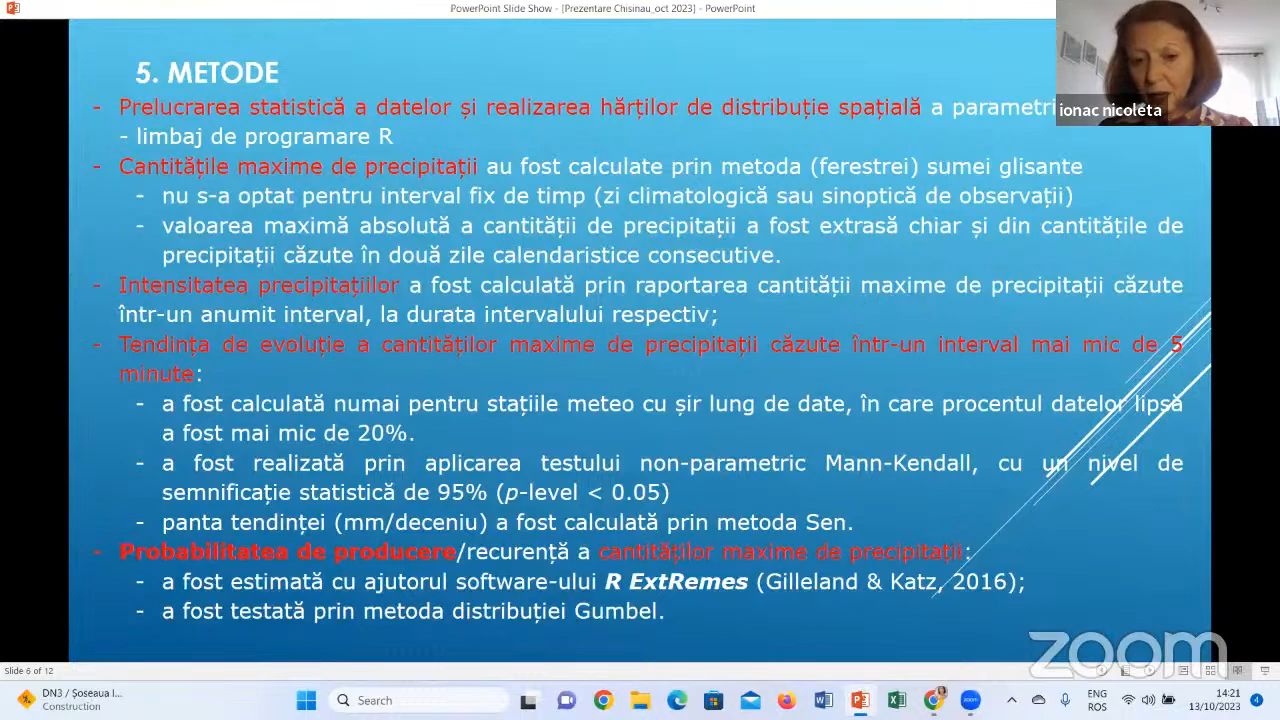 PowerPoint Slide Show - [Prezentare Chisinau_oct 2023] - PowerPoint
ionac nicoleta
5. METODE
- Prelucrarea statistică a datelor și realizarea hărților de distribuție spațială a
- limbaj de programare R
- Cantitățile maxime de precipitații au fost calculate prin metoda (ferestrei) sumei glisante
- nu s-a optat pentru interval fix de timp (zi climatologică sau sinoptică de observații)
- valoarea maximă absolută a cantității de precipitații a fost extrasă chiar și din cantitățile de
precipitații căzute în două zile calendaristice consecutive.
- Intensitatea precipitațiilor a fost calculată prin raportarea cantității maxime de precipitații căzute
într-un anumit interval, la durata intervalului respectiv;
- Tendința de evoluție a cantităților maxime de precipitații căzute într-un interval mai mic de 5
minute:
- a fost calculată numai pentru stațiile meteo cu șir lung de date, în care procentul datelor lipsă
a fost mai mic de 20%.
- a fost realizată prin aplicarea testului non-parametric Mann-Kendall, cu un nivel de
semnificație statistică de 95% (p-level < 0.05)
- panta tendinței (mm/deceniu) a fost calculată prin metoda Sen.
- Probabilitatea de producere/recurență a cantităților maxime de precipitații:
- a fost estimată cu ajutorul software-ului R ExtRemes (Gilleland & Katz, 2016);
- a fost testată prin metoda distribuției Gumbel.
zoom
Slide 6 of 12
DN3 / Șoseaua I...
Construction
Search
ENG
ROS
14:21
13/10/2023
4